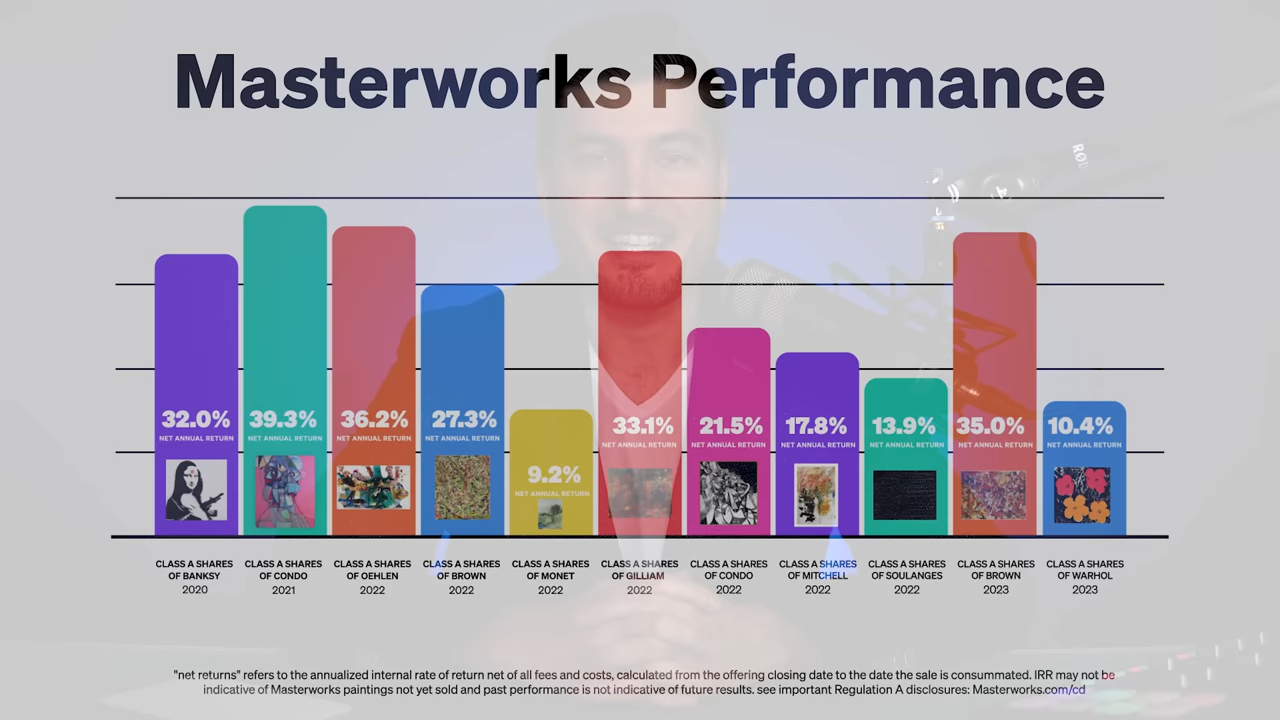 Masterworks Performance
RØ
32.0%
NET ANNUAL RETURN
39.3%
NET ANNUAL RETURN
36.2%
NET ANNUAL RETURN
27.3%
NET ANNUAL RETURN
9.2%
NET ANNUAL RETURN
33.1%
NET ANNUAL RETURN
21.5%
NET ANNUAL RETURN
17.8%
NET ANNUAL RETURN
13.9%
NET ANNUAL RETURN
35.0%
NET ANNUAL RETURN
10.4%
NET ANNUAL RETURN
CLASS A SHARES
OF BANKSY
2020
CLASS A SHARES
OF CONDO
2021
CLASS A SHARES
OF OEHLEN
2022
CLASS A SHARES
OF BROWN
2022
CLASS A SHARES
OF MONET
2022
CLASS A SHARES
OF GILLIAM
2022
CLASS A SHARES
OF CONDO
2022
CLASS A SHARES
OF MITCHELL
2022
CLASS A SHARES
OF SOULANGES
2022
CLASS A SHARES
OF BROWN
2023
CLASS A SHARES
OF WARHOL
2023
"net returns" refers to the annualized internal rate of return net of all fees and costs, calculated from the offering closing date to the date the sale is consummated. IRR may not be
indicative of Masterworks paintings not yet sold and past performance is not indicative of future results. see important Regulation A disclosures: Masterworks.com/cd